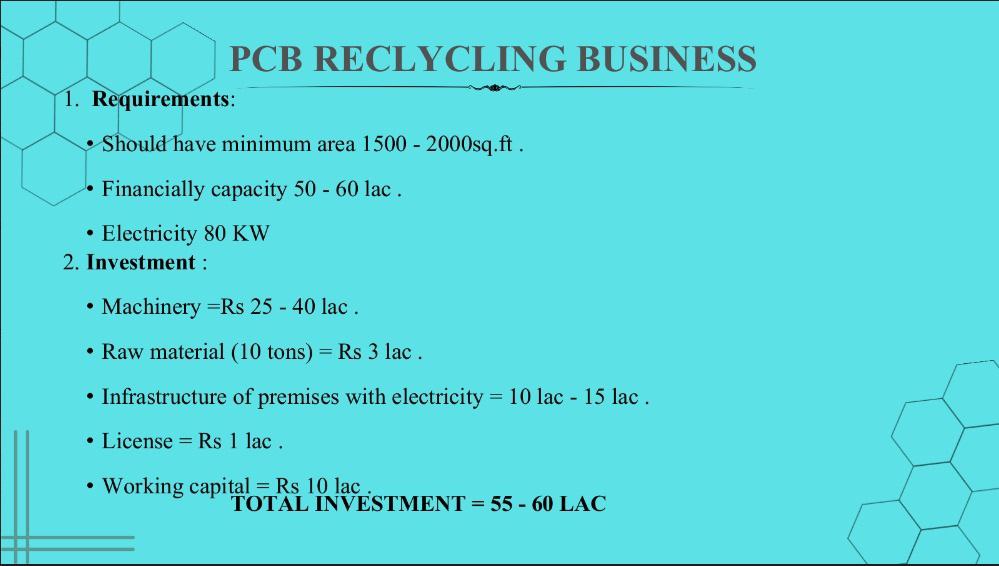 PCB RECLYCLING BUSINESS
1. Requirements:
• Should have minimum area 1500 - 2000sq.ft .
• Financially capacity 50 - 60 lac .
• Electricity 80 KW
2. Investment :
• Machinery =Rs 25 - 40 lac .
• Raw material (10 tons) = Rs 3 lac .
• Infrastructure of premises with electricity = 10 lac - 15 lac .
• License = Rs 1 lac .
• Working capital = Rs 10 lac .
TOTAL INVESTMENT = 55 - 60 LAC